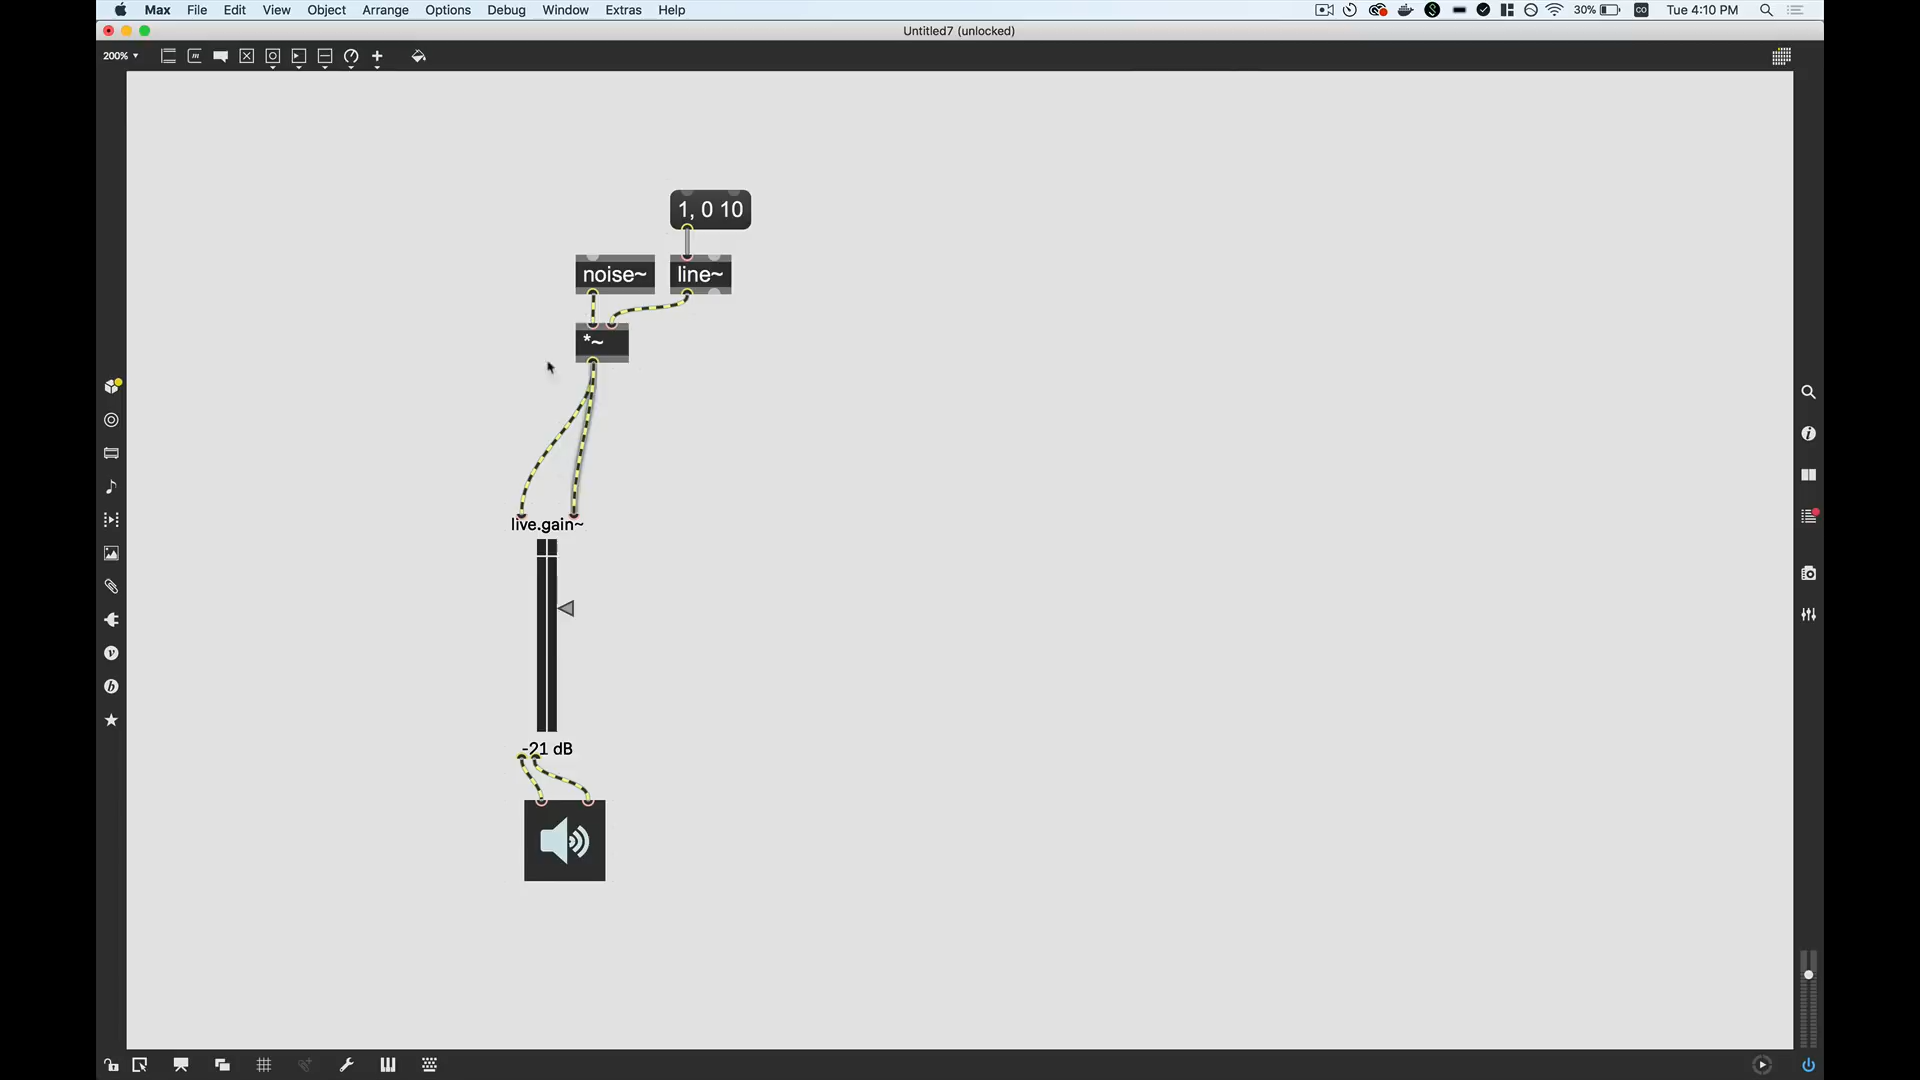 Max File Edit View Object Arrange Options Debug Window Extras Help 30% Tue 4:10 PM
Untitled7 (unlocked)
200%
1, 0 10
noise~ line~
*~
live.gain~
-21 dB